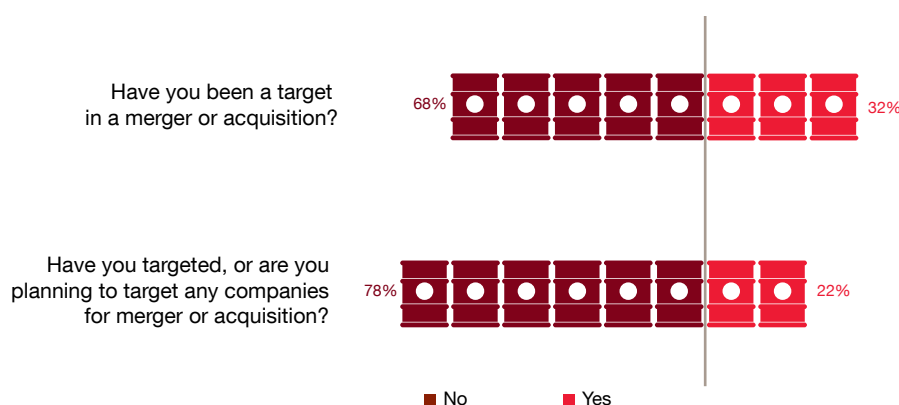 Have you been a target
in a merger or acquisition?
68%
32%
Have you targeted, or are you
planning to target any companies
for merger or acquisition?
78%
22%
No
Yes